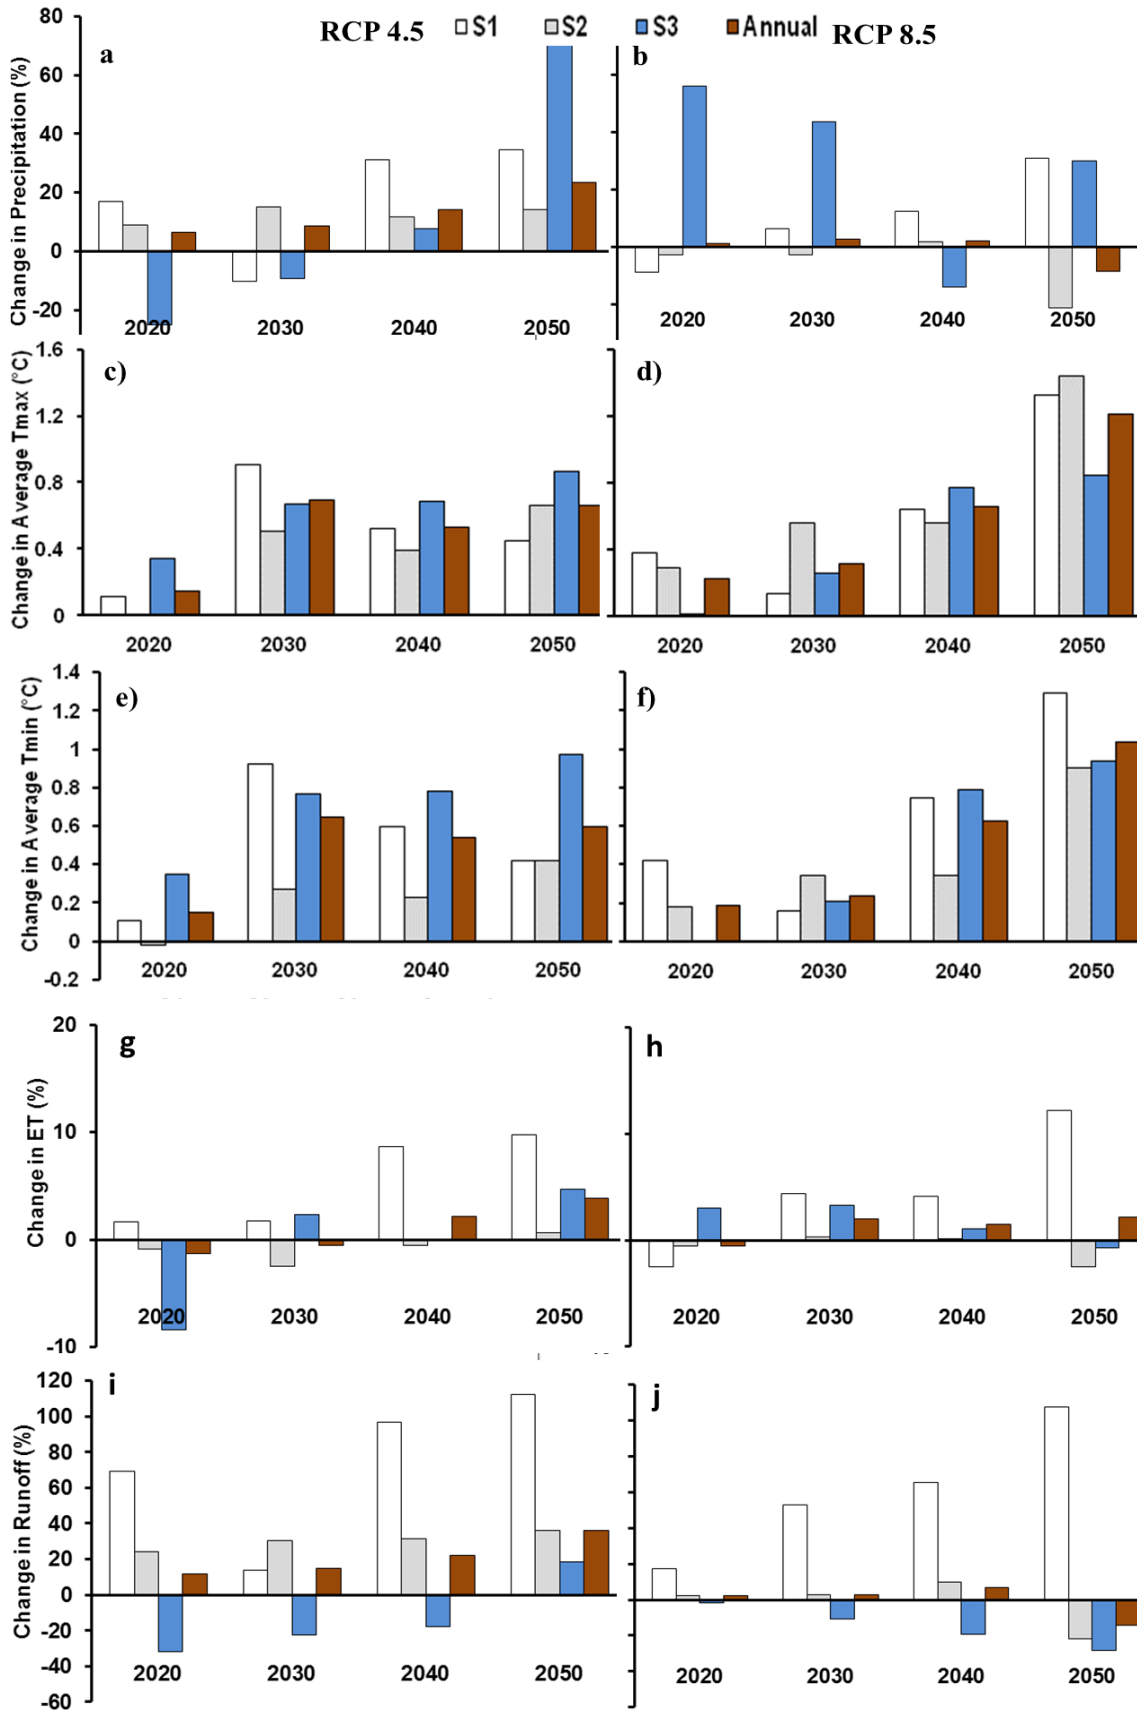 RCP 4.5 S1 S2 S3 Annual RCP 8.5
Change in Precipitation (%)
80
60
40
20
0
-20
a
2020 2030 2040 2050
b
2020 2030 2040 2050
Change in Average Tmax (°C)
1.6
1.2
0.8
0.4
0
c)
2020 2030 2040 2050
d)
2020 2030 2040 2050
Change in Average Tmin (°C)
1.4
1.2
1
0.8
0.6
0.4
0.2
0
-0.2
e)
2020 2030 2040 2050
f)
2020 2030 2040 2050
Change in ET (%)
20
10
0
-10
g
2020 2030 2040 2050
h
2020 2030 2040 2050
Change in Runoff (%)
120
100
80
60
40
20
0
-20
-40
-60
i
2020 2030 2040 2050
j
2020 2030 2040 2050